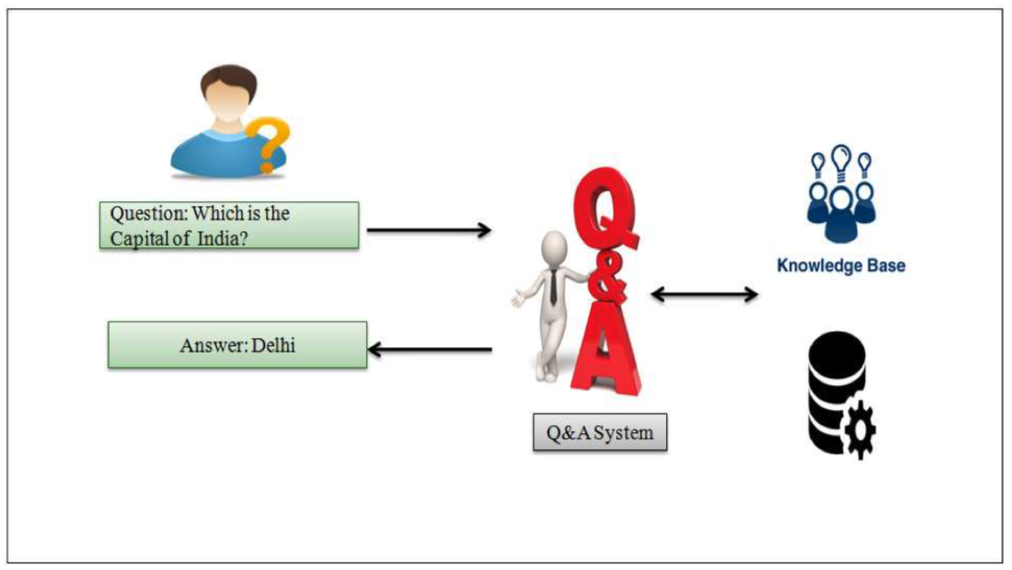 Question: Which is the
Capital of India?
Answer: Delhi
Q
&
A
Q&A System
Knowledge Base